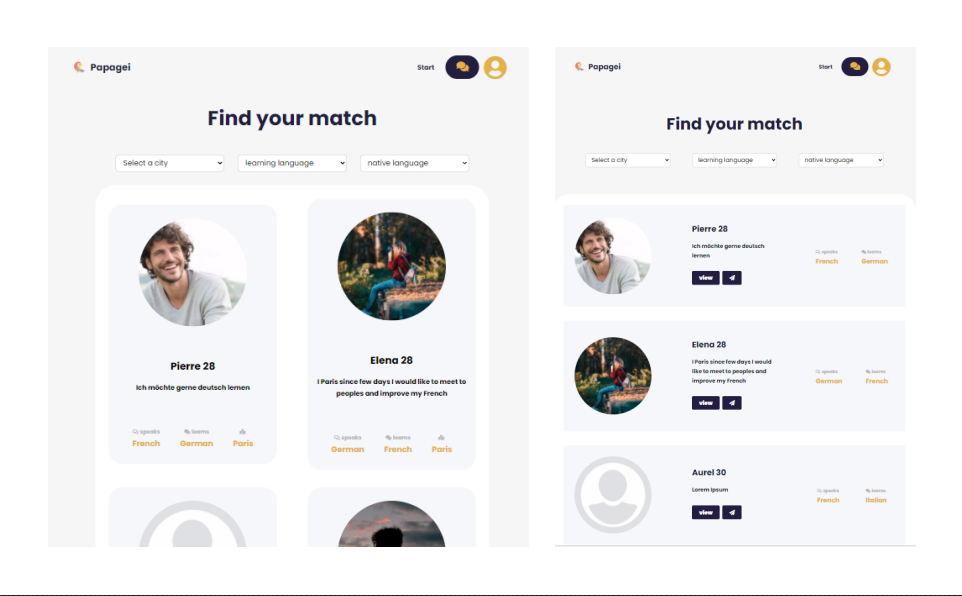 Papagei
Start
Find your match
Select a city
learning language
native language
Pierre 28
Ich möchte gerne deutsch lernen
speaks
learns
French
German
Paris
Elena 28
I Paris since few days I would like to meet to
peoples and improve my French
speaks
learns
German
French
Paris
Papagei
Start
Find your match
Select a city
learning language
native language
Pierre 28
Ich möchte gerne deutsch
lernen
view
speaks
learns
French
German
Elena 28
I Paris since few days I would
like to meet to peoples and
improve my French
view
speaks
learns
German
French
Aurel 30
Lorem Ipsum
view
speaks
learns
French
Italian